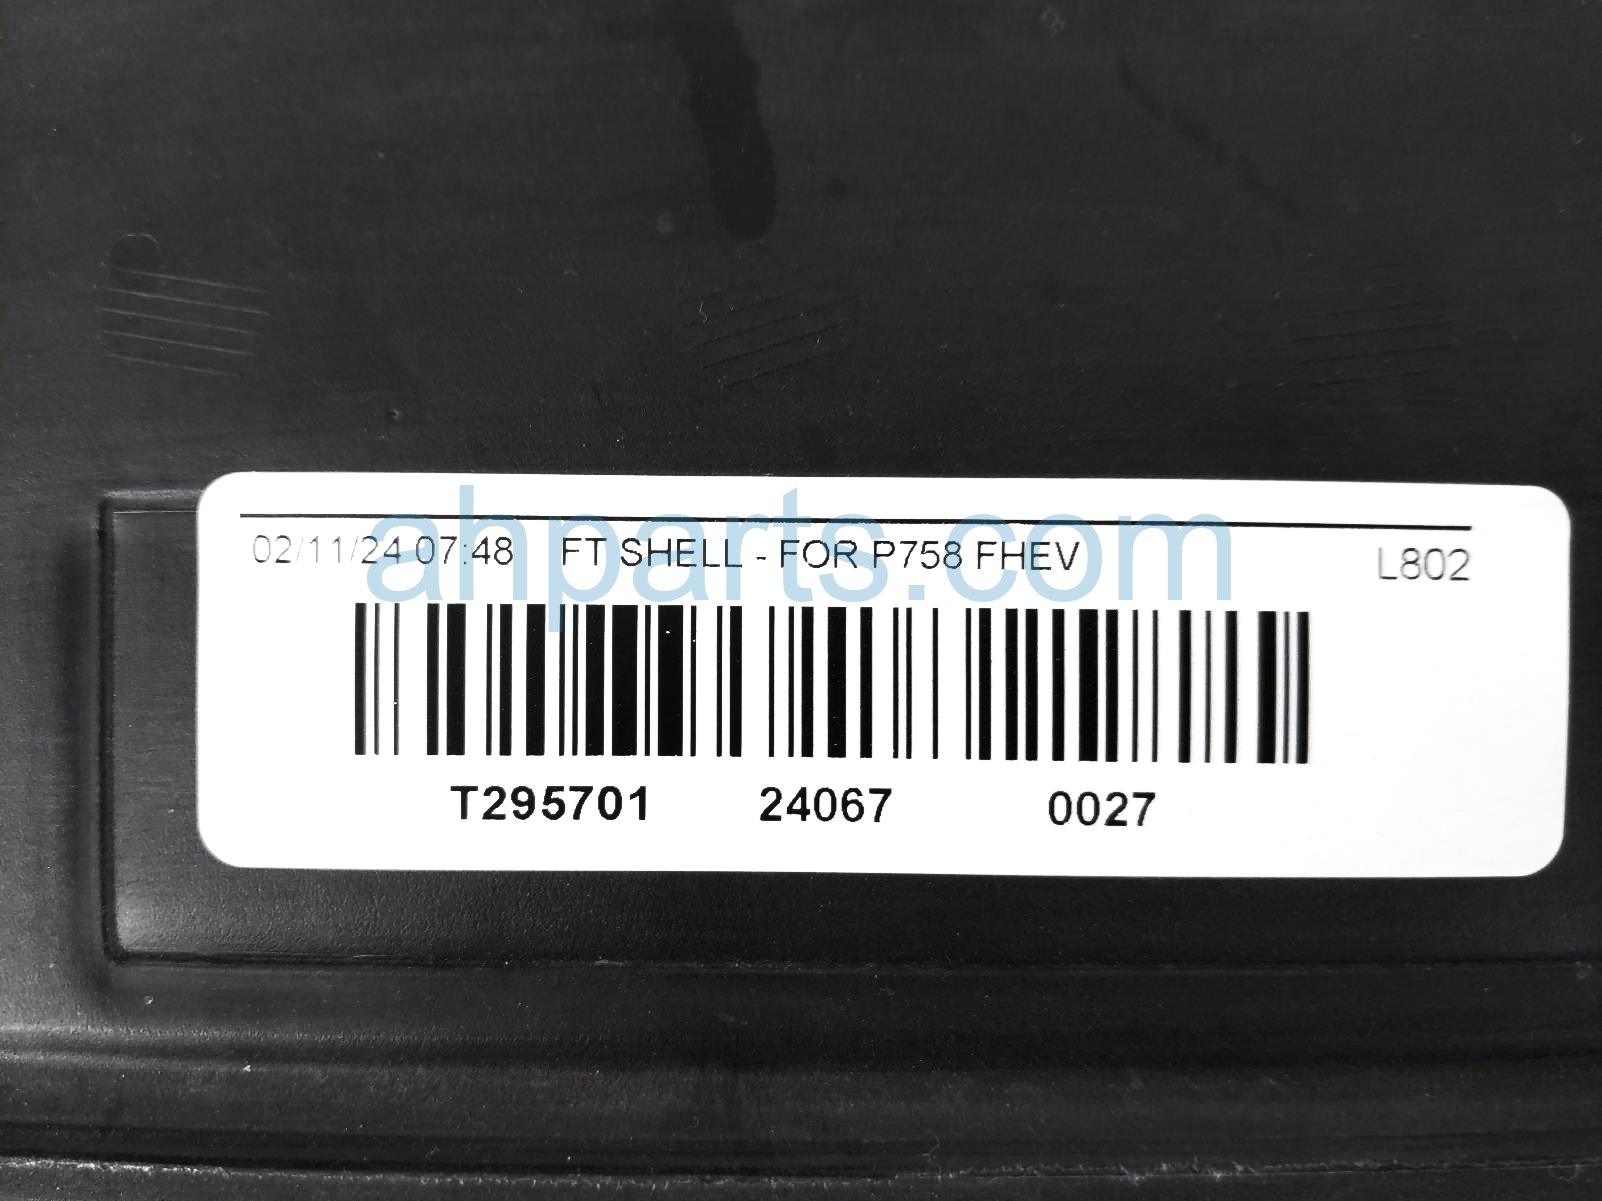 02/11/24 07:48 FT SHELL - FOR P758 FHEV L802
T295701 24067 0027
ahparts.com